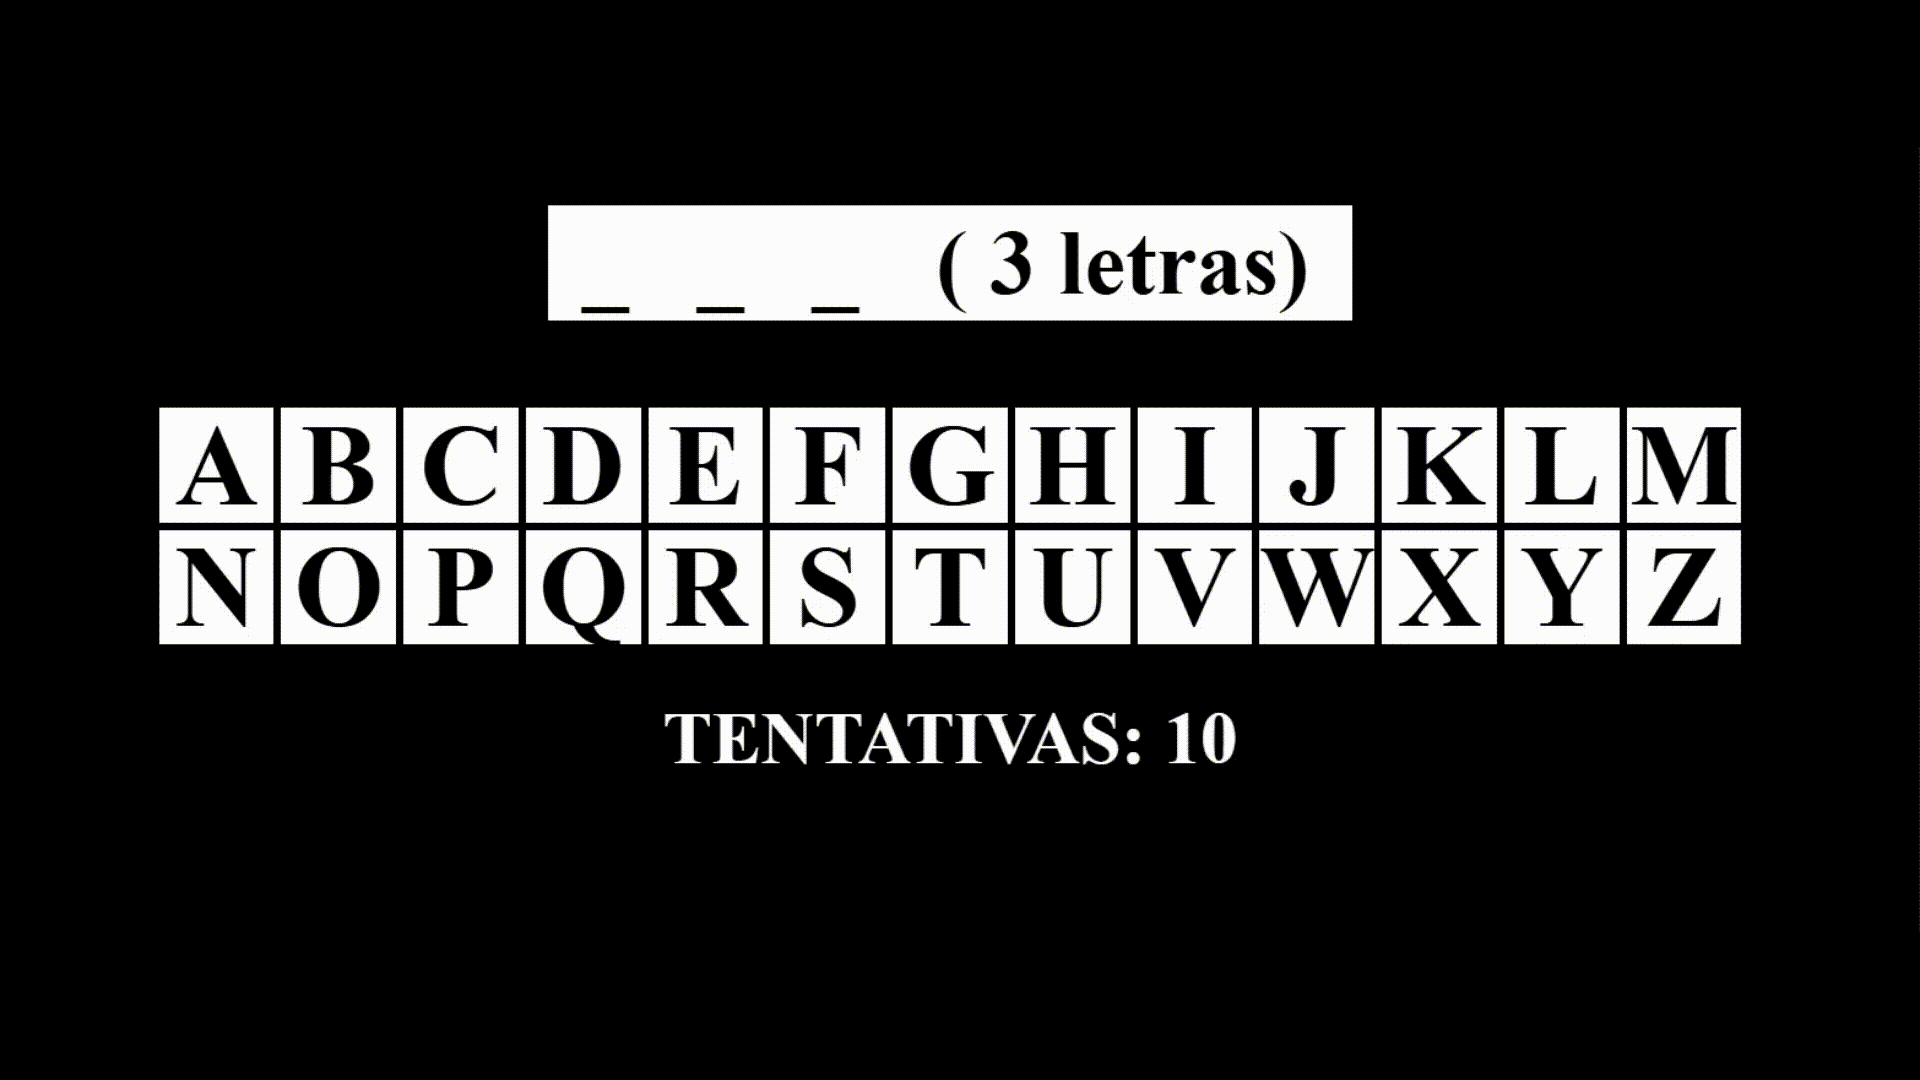 _ _ _ ( 3 letras)
A B C D E F G H I J K L M
N O P Q R S T U V W X Y Z
TENTATIVAS: 10